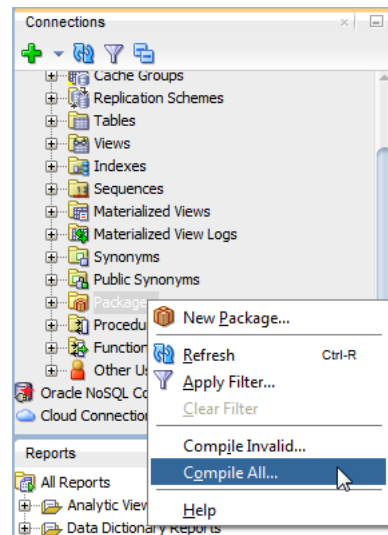 Connections
Cache Groups
Replication Schemes
Tables
Views
Indexes
Sequences
Materialized Views
Materialized View Logs
Synonyms
Public Synonyms
Package
Procedu
Function
Other Us
Oracle NoSQL Co
Cloud Connection
New Package...
Refresh Ctrl-R
Apply Filter...
Clear Filter
Compile Invalid...
Compile All...
Help
Reports
All Reports
Analytic View
Data Dictionary Reports